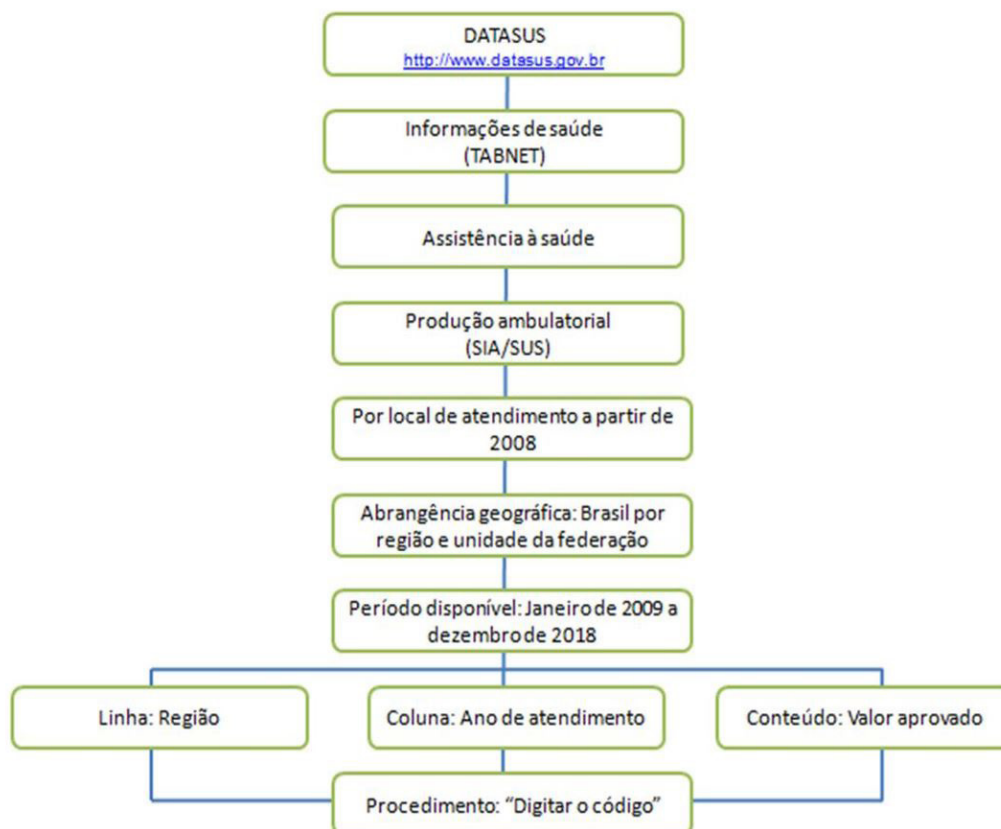 DATASUS
http://www.datasus.gov.br
Informações de saúde
(TABNET)
Assistência à saúde
Produção ambulatorial
(SIA/SUS)
Por local de atendimento a partir de
2008
Abrangência geográfica: Brasil por
região e unidade da federação
Período disponível: Janeiro de 2009 a
dezembro de 2018
Linha: Região
Coluna: Ano de atendimento
Conteúdo: Valor aprovado
Procedimento: “Digitar o código”